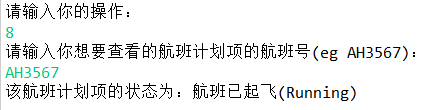 请输入你的操作：
8
请输入你想要查看的航班计划项的航班号(eg AH3567)：
AH3567
该航班计划项的状态为：航班已起飞(Running)